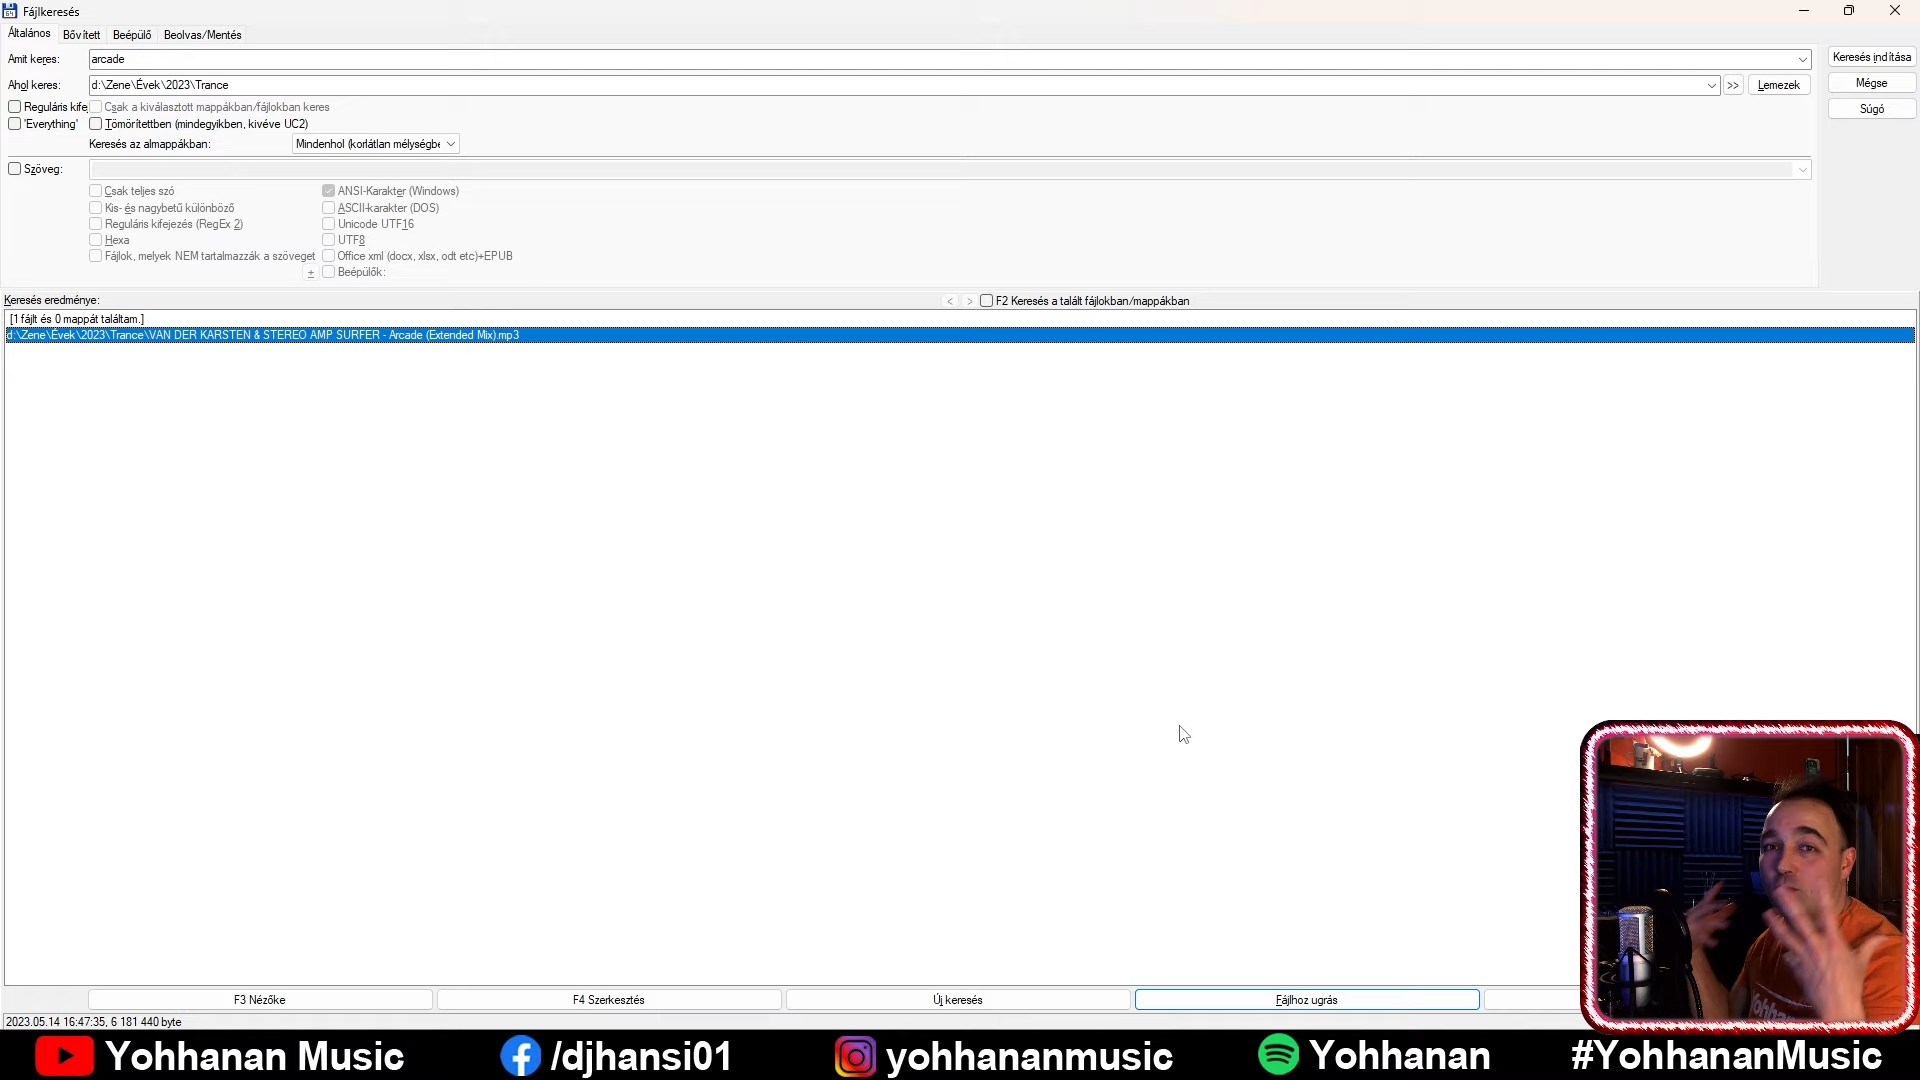 Fájlkeresés
Általános Bővített Beépülő Beolvas/Mentés
Amit keres: arcade
Keresés indítása
Ahol keres: d:\Zene\Évek\2023\Trance >> Lemezek
Mégse
Reguláris kife Csak a kiválasztott mappákban/fájlokban keres
Súgó
'Everything' Tömörítettben (mindegyikben, kivéve UC2)
Keresés az almappákban: Mindenhol (korlátlan mélységbe
Szöveg:
Csak teljes szó ANSI-Karakter (Windows)
Kis- és nagybetű különböző ASCII-karakter (DOS)
Reguláris kifejezés (RegEx 2) Unicode UTF16
Hexa UTF8
Fájlok, melyek NEM tartalmazzák a szöveget Office xml (docx, xlsx, odt etc)+EPUB
+ Beépülők:
Keresés eredménye: < > F2 Keresés a talált fájlokban/mappákban
[1 fájlt és 0 mappát találtam.]
d:\Zene\Évek\2023\Trance\VAN DER KARSTEN & STEREO AMP SURFER - Arcade (Extended Mix).mp3
F3 Nézőke F4 Szerkesztés Új keresés Fájlhoz ugrás
2023.05.14 16:47:35, 6 181 440 byte
Yohhanan Music /djhansi01 yohhananmusic Yohhanan #YohhananMusic